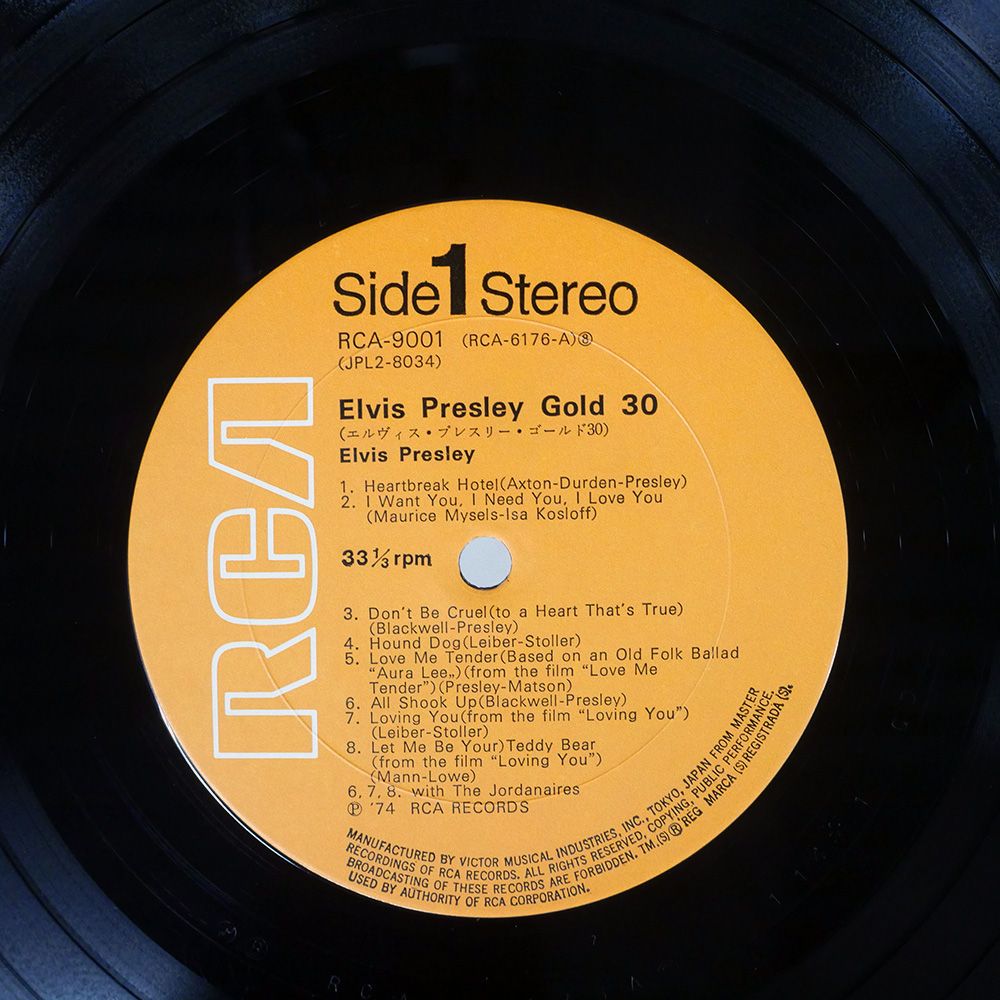 Side 1 Stereo
RCA-9001 (RCA-6176-A)Ⓢ
(JPL2-8034)
RCA
Elvis Presley Gold 30
(エルヴィス・プレスリー・ゴールド30)
Elvis Presley
1. Heartbreak Hotel(Axton-Durden-Presley)
2. I Want You, I Need You, I Love You
(Maurice Mysels-Isa Kosloff)
33 1/3 rpm
3. Don't Be Cruel(to a Heart That's True)
(Blackwell-Presley)
4. Hound Dog(Leiber-Stoller)
5. Love Me Tender(Based on an Old Folk Ballad
“Aura Lee„)(from the film “Love Me
Tender”)(Presley-Matson)
6. All Shook Up(Blackwell-Presley)
7. Loving You(from the film “Loving You”)
(Leiber-Stoller)
8. Let Me Be Your)Teddy Bear
(from the film “Loving You”)
(Mann-Lowe)
6, 7, 8. with The Jordanaires
Ⓟ '74 RCA RECORDS
MANUFACTURED BY VICTOR MUSICAL INDUSTRIES, INC., TOKYO, JAPAN FROM MASTER
RECORDINGS OF RCA RECORDS. ALL RIGHTS RESERVED, COPYING, PUBLIC PERFORMANCE,
BROADCASTING OF THESE RECORDS ARE FORBIDDEN, TM.(S) ® REG MARCA (S) REGISTRADA (S).
USED BY AUTHORITY OF RCA CORPORATION.